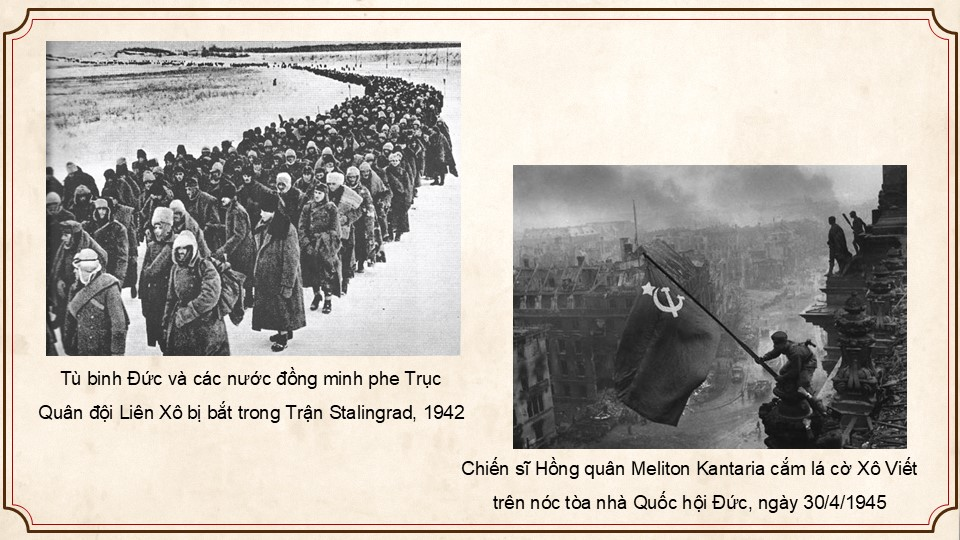 Tù binh Đức và các nước đồng minh phe Trục
Quân đội Liên Xô bị bắt trong Trận Stalingrad, 1942
Chiến sĩ Hồng quân Meliton Kantaria cắm lá cờ Xô Viết
trên nóc tòa nhà Quốc hội Đức, ngày 30/4/1945